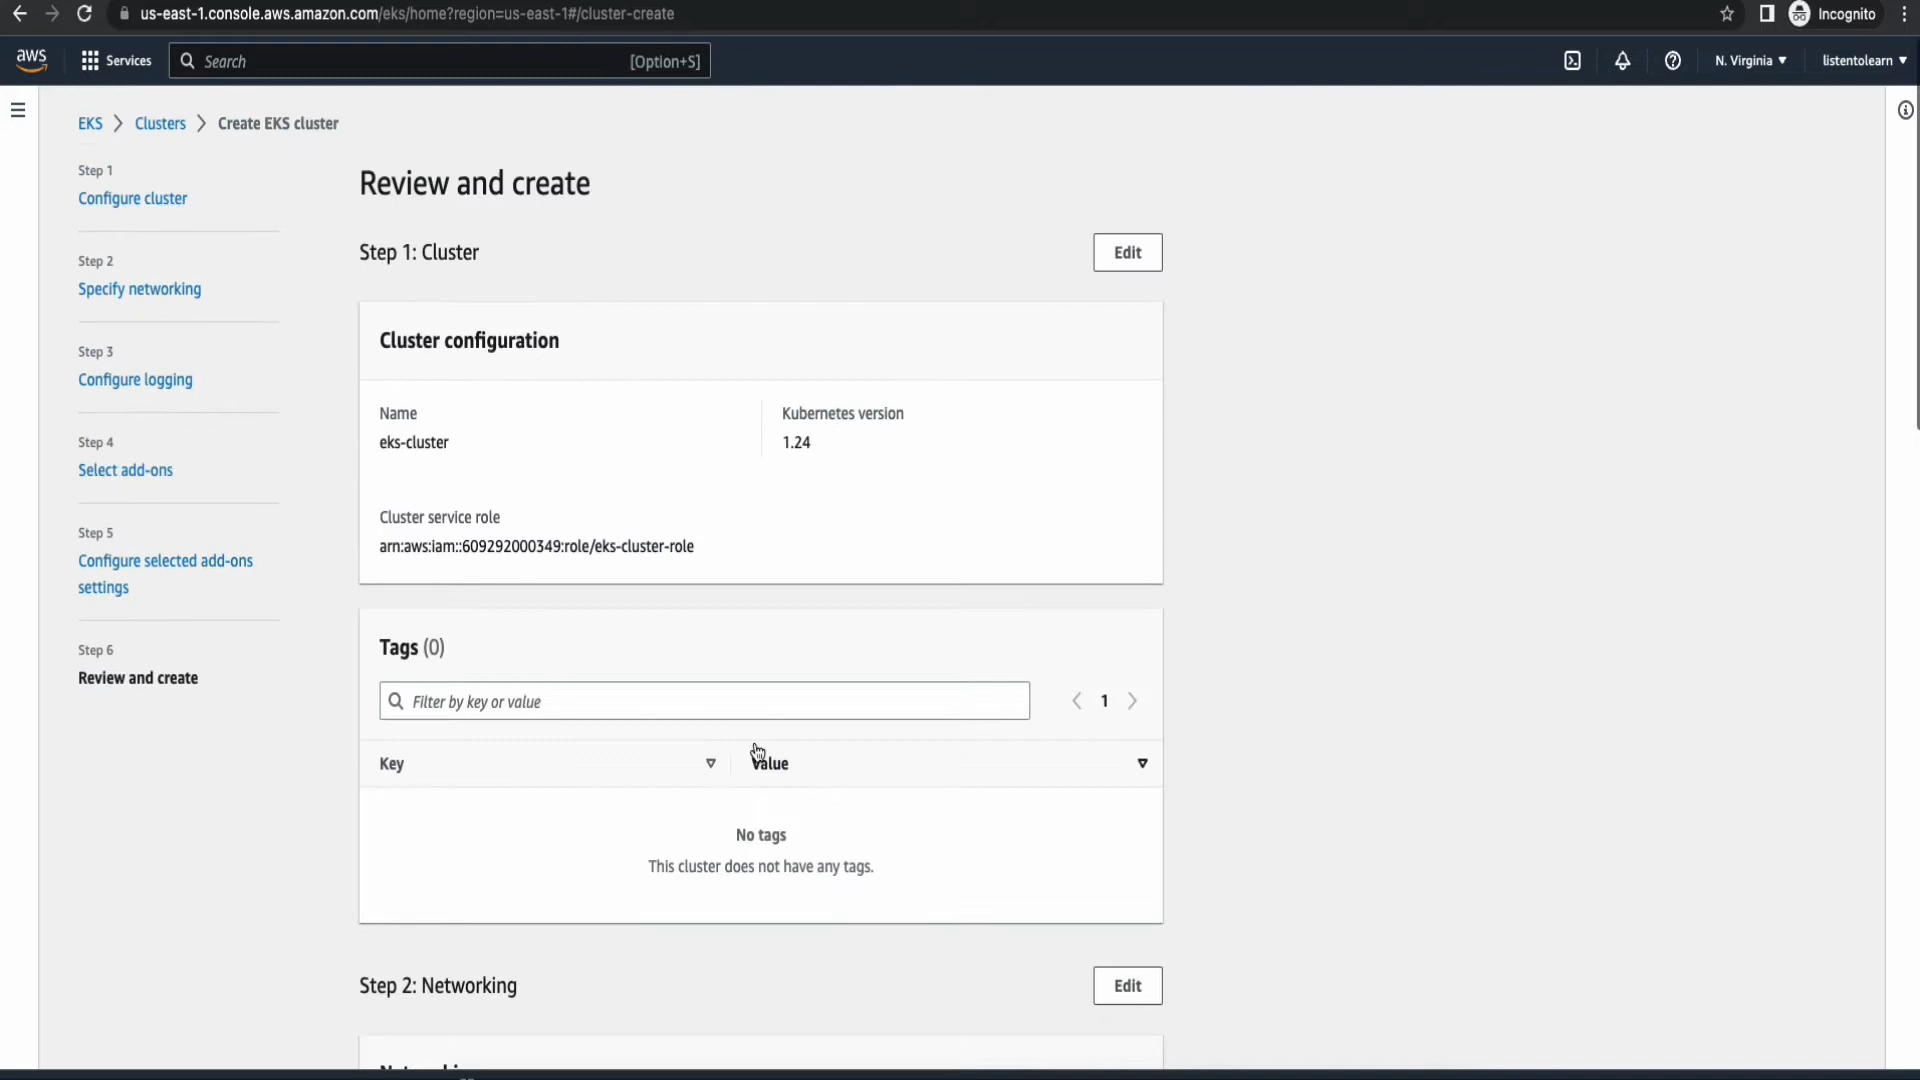 us-east-1.console.aws.amazon.com/eks/home?region=us-east-1#/cluster-create
Incognito
aws
Services
Search
[Option+S]
N. Virginia
listentolearn
EKS
Clusters
Create EKS cluster
Step 1
Configure cluster
Step 2
Specify networking
Step 3
Configure logging
Step 4
Select add-ons
Step 5
Configure selected add-ons
settings
Step 6
Review and create
Review and create
Step 1: Cluster
Edit
Cluster configuration
Name
eks-cluster
Kubernetes version
1.24
Cluster service role
arn:aws:iam::609292000349:role/eks-cluster-role
Tags (0)
Filter by key or value
1
Key
Value
No tags
This cluster does not have any tags.
Step 2: Networking
Edit